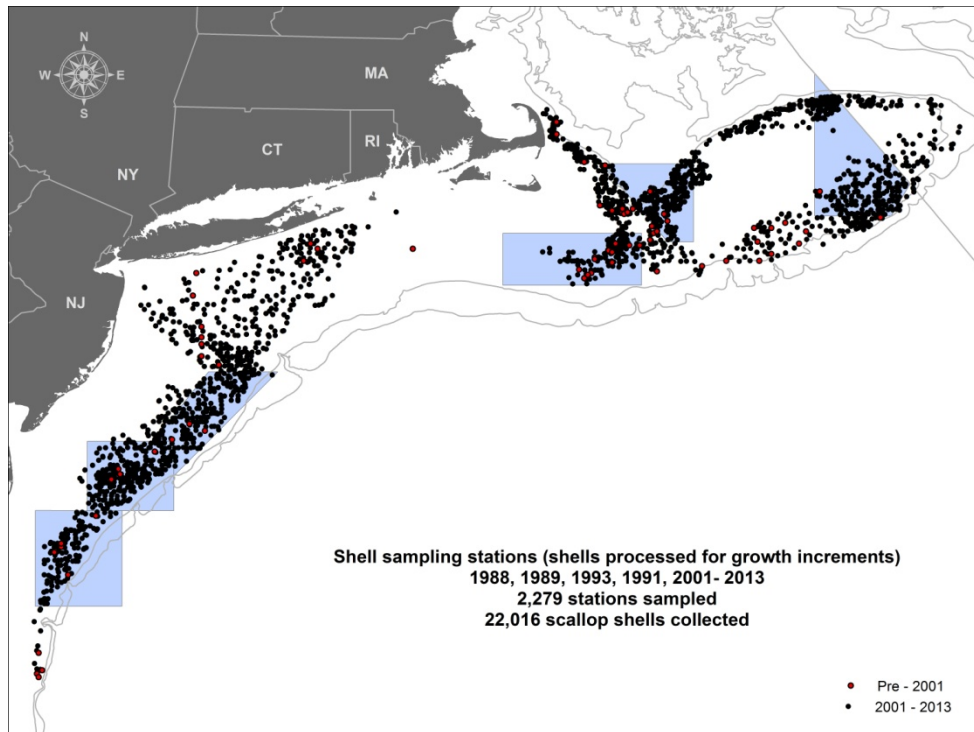 N
W E
S
MA
CT
RI
NY
NJ
Shell sampling stations (shells processed for growth increments)
1988, 1989, 1993, 1991, 2001- 2013
2,279 stations sampled
22,016 scallop shells collected
Pre - 2001
2001 - 2013